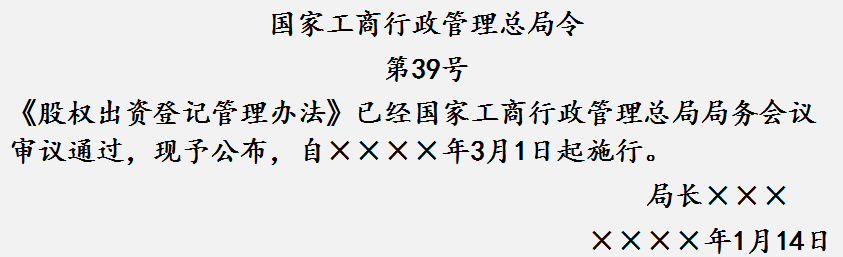 国家工商行政管理总局令
第39号
《股权出资登记管理办法》已经国家工商行政管理总局局务会议
审议通过，现予公布，自××××年3月1日起施行。
局长×××
××××年1月14日